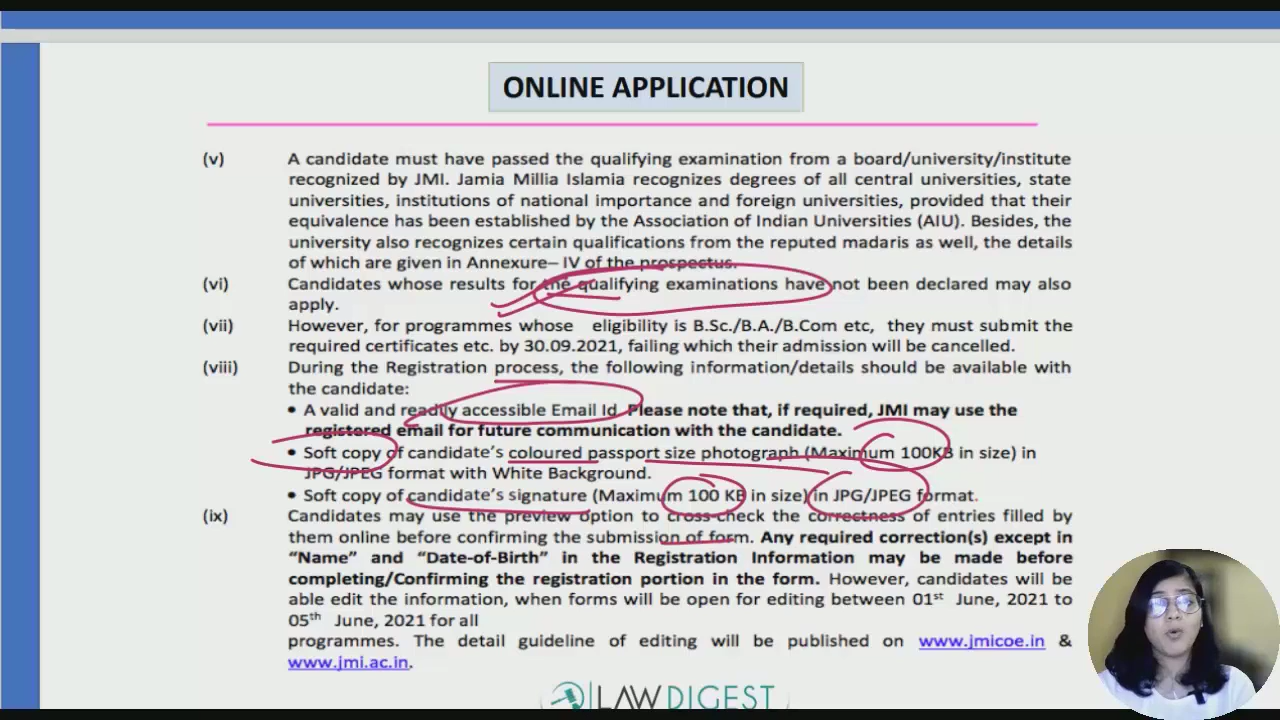 ONLINE APPLICATION
(v) A candidate must have passed the qualifying examination from a board/university/institute
recognized by JMI. Jamia Millia Islamia recognizes degrees of all central universities, state
universities, institutions of national importance and foreign universities, provided that their
equivalence has been established by the Association of Indian Universities (AIU). Besides, the
university also recognizes certain qualifications from the reputed madaris as well, the details
of which are given in Annexure– IV of the prospectus.
(vi) Candidates whose results for the qualifying examinations have not been declared may also
apply.
(vii) However, for programmes whose eligibility is B.Sc./B.A./B.Com etc, they must submit the
required certificates etc. by 30.09.2021, failing which their admission will be cancelled.
(viii) During the Registration process, the following information/details should be available with
the candidate:
• A valid and readily accessible Email Id. Please note that, if required, JMI may use the
registered email for future communication with the candidate.
• Soft copy of candidate's coloured passport size photograph (Maximum 100KB in size) in
JPG/JPEG format with White Background.
• Soft copy of candidate's signature (Maximum 100 KB in size) in JPG/JPEG format.
(ix) Candidates may use the preview option to cross-check the correctness of entries filled by
them online before confirming the submission of form. Any required correction(s) except in
“Name” and “Date-of-Birth” in the Registration Information may be made before
completing/Confirming the registration portion in the form. However, candidates will be
able edit the information, when forms will be open for editing between 01st June, 2021 to
05th June, 2021 for all
programmes. The detail guideline of editing will be published on www.jmicoe.in &
www.jmi.ac.in.
LAWDIGEST